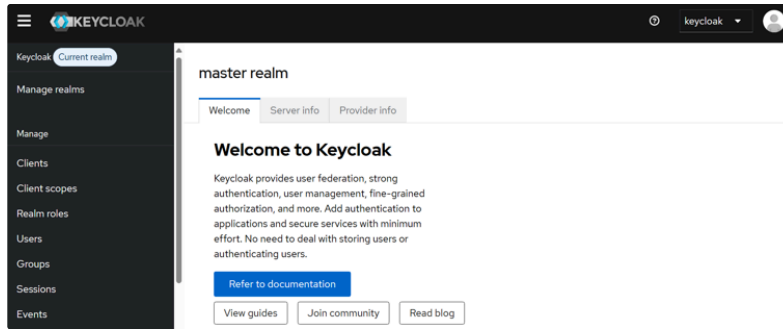 KEYCLOAK
keycloak
Keycloak Current realm
Manage realms
Manage
Clients
Client scopes
Realm roles
Users
Groups
Sessions
Events
master realm
Welcome Server info Provider info
Welcome to Keycloak
Keycloak provides user federation, strong
authentication, user management, fine-grained
authorization, and more. Add authentication to
applications and secure services with minimum
effort. No need to deal with storing users or
authenticating users.
Refer to documentation
View guides Join community Read blog